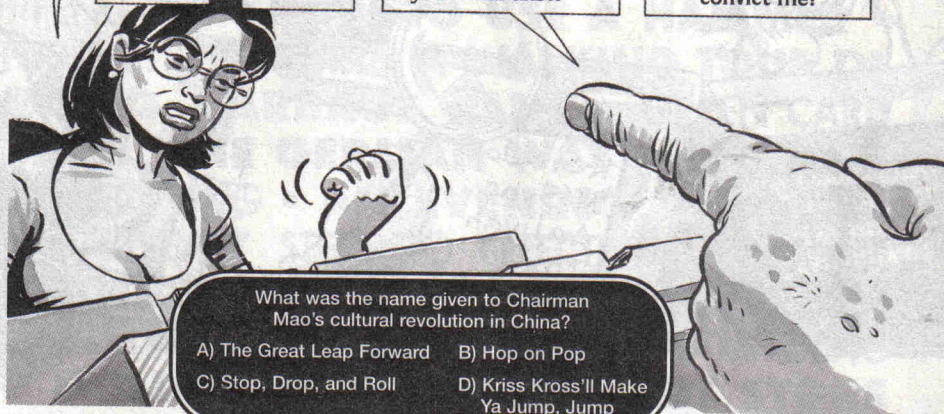 convict me!
What was the name given to Chairman
Mao's cultural revolution in China?
A) The Great Leap Forward B) Hop on Pop
C) Stop, Drop, and Roll D) Kriss Kross'll Make
Ya Jump, Jump